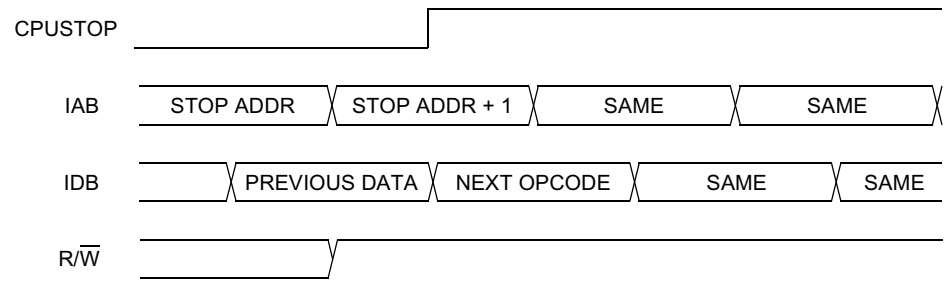 CPUSTOP
IAB STOP ADDR STOP ADDR + 1 SAME SAME
IDB PREVIOUS DATA NEXT OPCODE SAME SAME
R/W̅